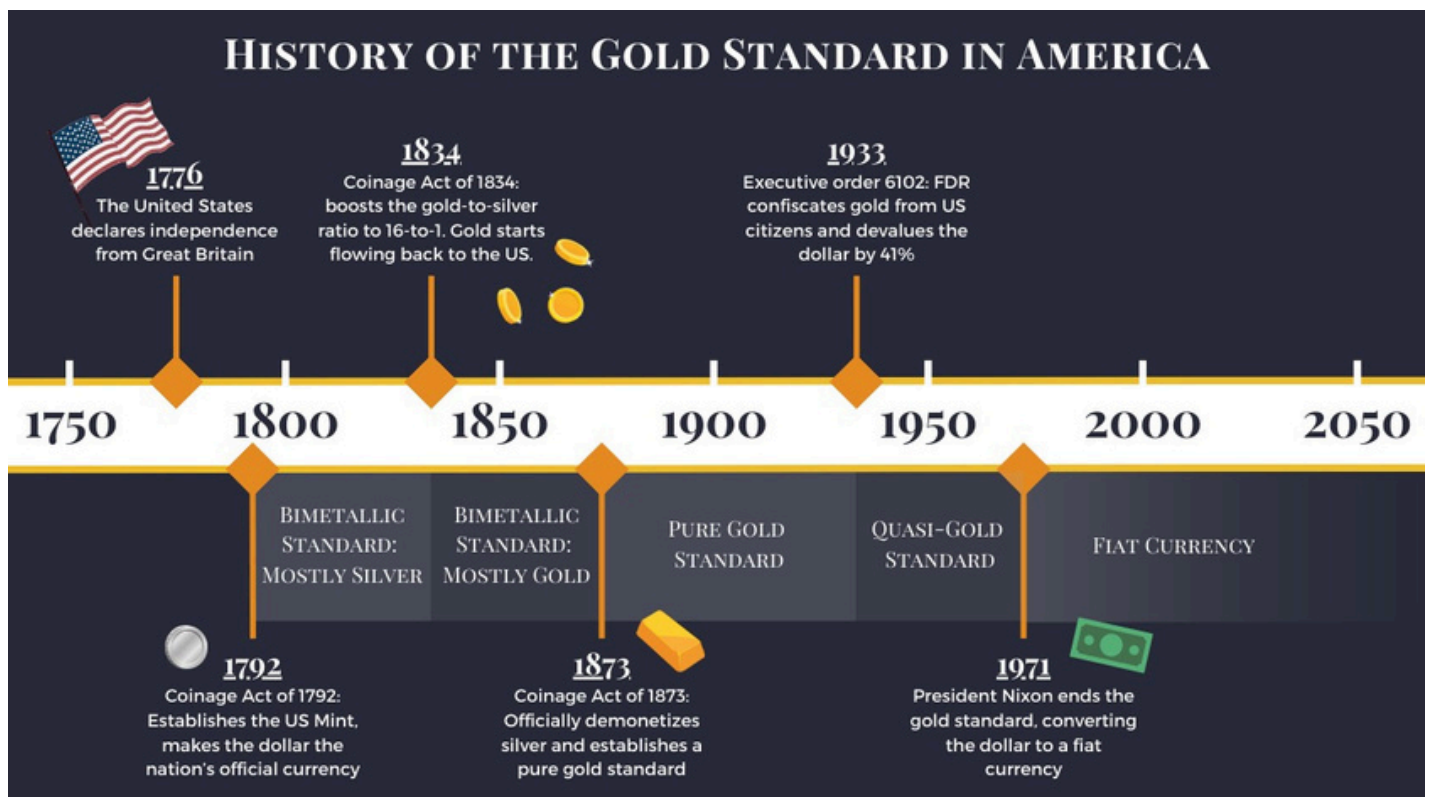 HISTORY OF THE GOLD STANDARD IN AMERICA
1776
The United States
declares independence
from Great Britain
1834
Coinage Act of 1834:
boosts the gold-to-silver
ratio to 16-to-1. Gold starts
flowing back to the US.
1933
Executive order 6102: FDR
confiscates gold from US
citizens and devalues the
dollar by 41%
1750 1800 1850 1900 1950 2000 2050
BIMETALLIC
STANDARD:
MOSTLY SILVER
BIMETALLIC
STANDARD:
MOSTLY GOLD
PURE GOLD
STANDARD
QUASI-GOLD
STANDARD
FIAT CURRENCY
1792
Coinage Act of 1792:
Establishes the US Mint,
makes the dollar the
nation's official currency
1873
Coinage Act of 1873:
Officially demonetizes
silver and establishes a
pure gold standard
1971
President Nixon ends the
gold standard, converting
the dollar to a fiat
currency